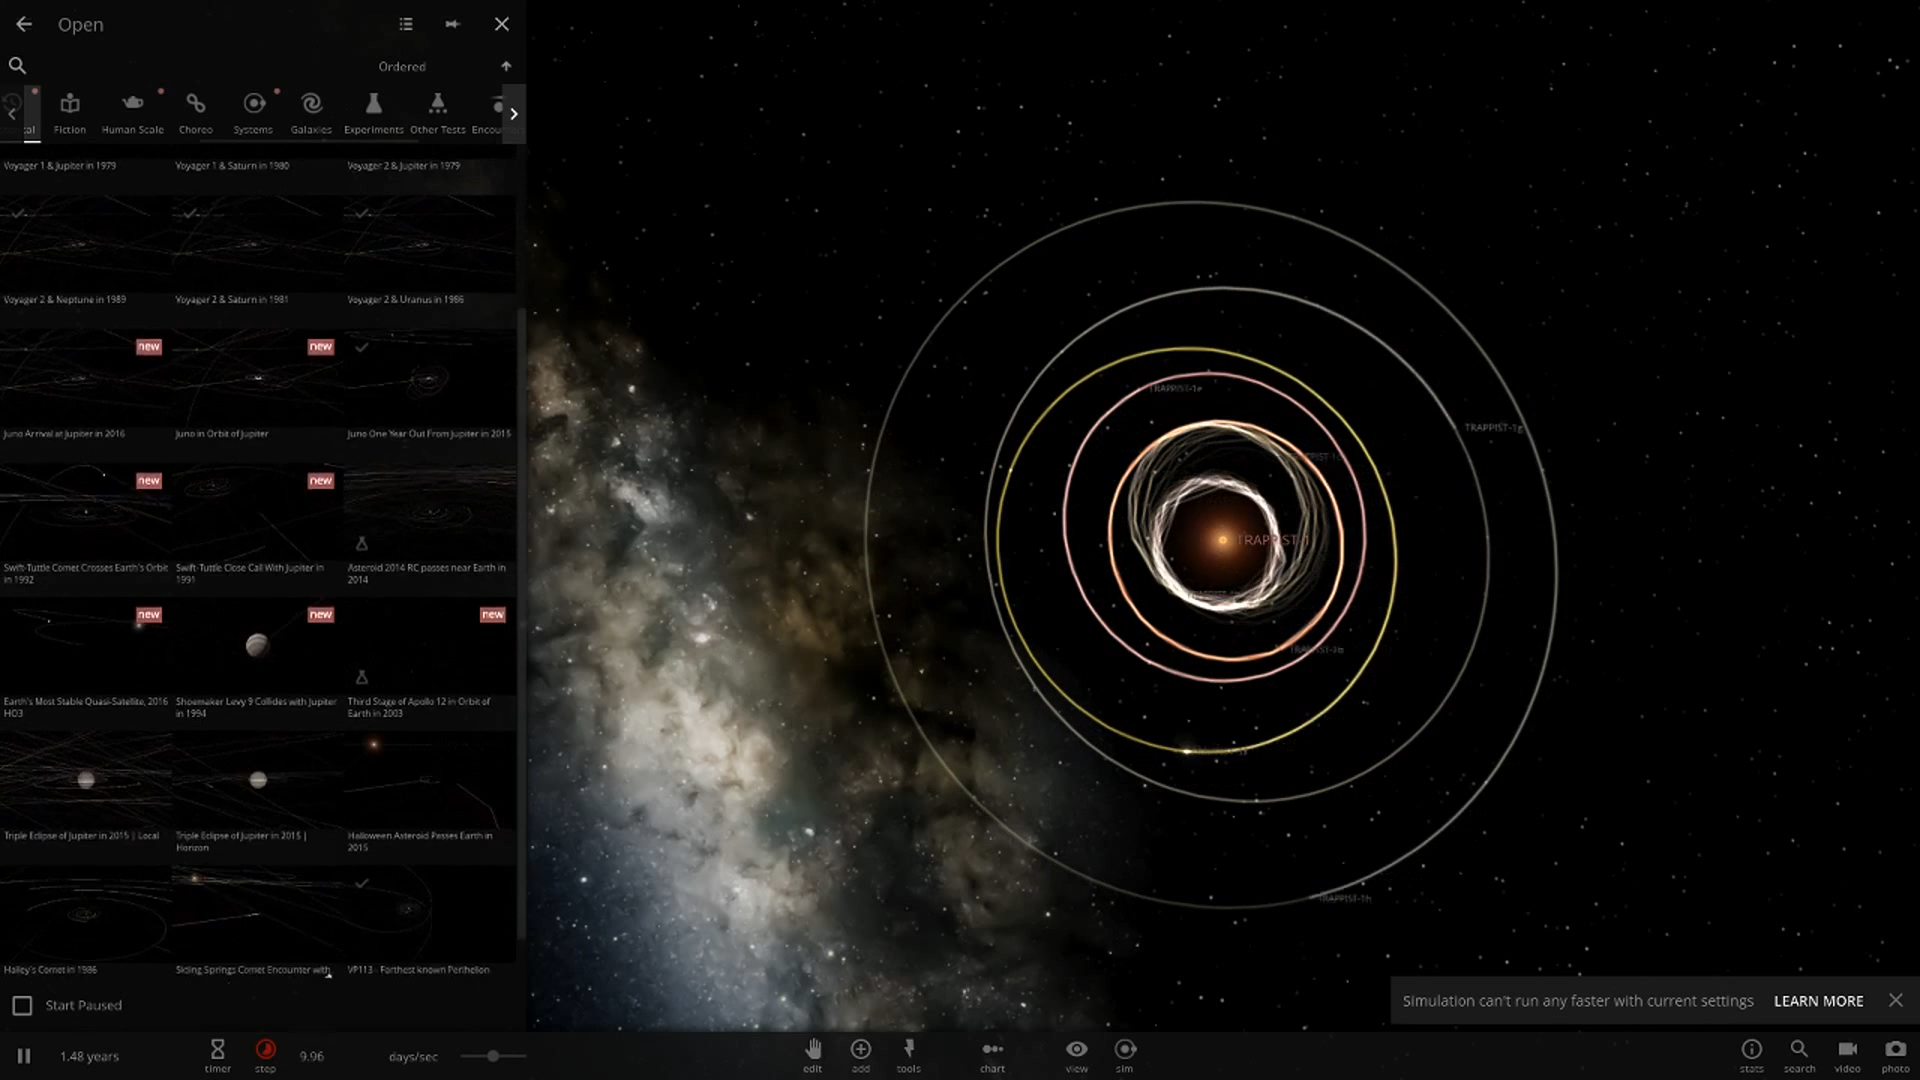 Open
Ordered
Fiction
Human Scale
Choreo
Systems
Galaxies
Experiments
Other Tests
Voyager 1 & Jupiter in 1979
Voyager 1 & Saturn in 1980
Voyager 2 & Jupiter in 1979
Voyager 2 & Neptune in 1989
Voyager 2 & Saturn in 1981
Voyager 2 & Uranus in 1986
new
new
Juno Arrival at Jupiter in 2016
Juno in Orbit of Jupiter
Juno One Year Out From Jupiter in 2015
new
new
Swift-Tuttle Comet Crosses Earth's Orbit
in 1992
Swift-Tuttle Close Call With Jupiter in
1991
Asteroid 2014 RC passes near Earth in
2014
new
new
new
Earth's Most Stable Quasi-Satellite, 2016
HO3
Shoemaker Levy 9 Collides with Jupiter
in 1994
Third Stage of Apollo 12 in Orbit of
Earth in 2003
Triple Eclipse of Jupiter in 2015 | Local
Triple Eclipse of Jupiter in 2015 |
Horizon
Halloween Asteroid Passes Earth in
2015
Halley's Comet in 1986
Siding Springs Comet Encounter with
VP113 - Farthest known Perihelion
Start Paused
TRAPPIST-1e
TRAPPIST-1g
TRAPPIST-1
TRAPPIST-1b
TRAPPIST-1h
Simulation can't run any faster with current settings
LEARN MORE
1.48 years
timer
step
9.96
days/sec
edit
add
tools
chart
view
sim
stats
search
video
photo